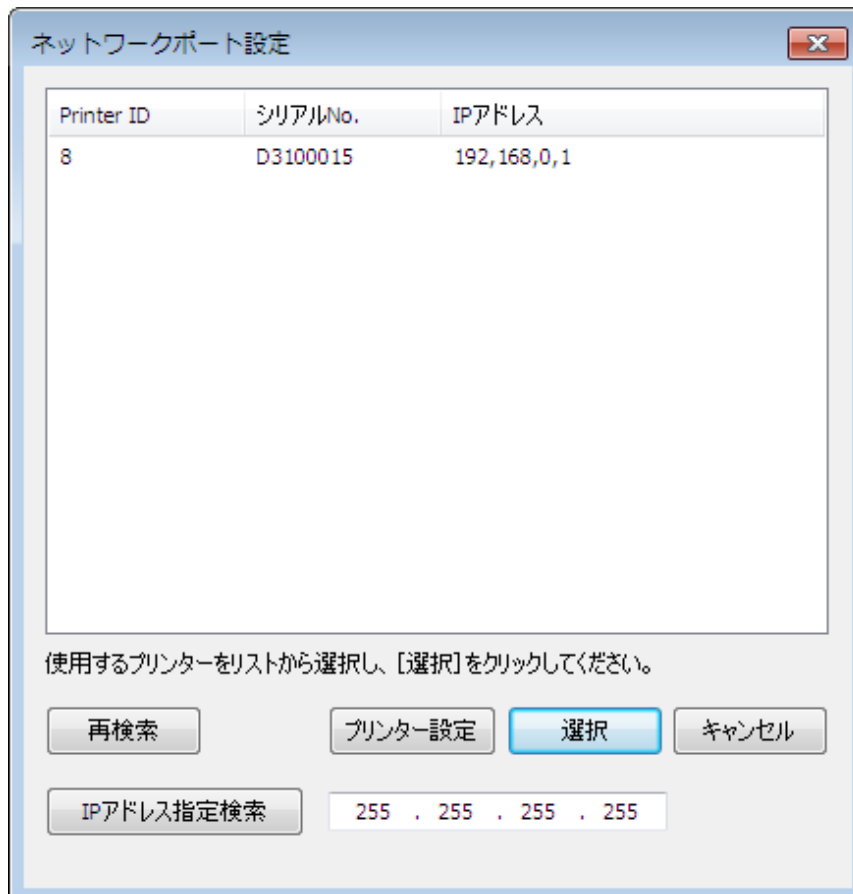 ネットワークポート設定
Printer ID シリアルNo. IPアドレス
8 D3100015 192,168,0,1
使用するプリンターをリストから選択し、[選択]をクリックしてください。
再検索 プリンター設定 選択 キャンセル
IPアドレス指定検索 255 . 255 . 255 . 255